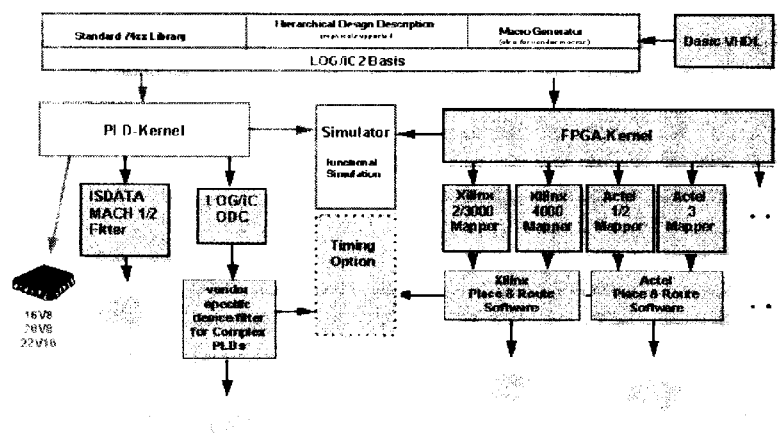 Standard 74xx Library
Hierarchical Design Description
Macro Generator
Basic VHDL
LOG/IC 2 Basis
PLD-Kernel
Simulator
functional
Simulation
FPGA-Kernel
ISDATA
MACH 1/2
Fitter
LOG/IC
ODC
Timing
Option
Xilinx
2/3000
Mapper
Xilinx
4000
Mapper
Actel
1/2
Mapper
Actel
3
Mapper
. .
16V8
20V8
22V10
vendor
specific
device/fitter
for Complex
PLDs
Xilinx
Place & Route
Software
Actel
Place & Route
Software
. .